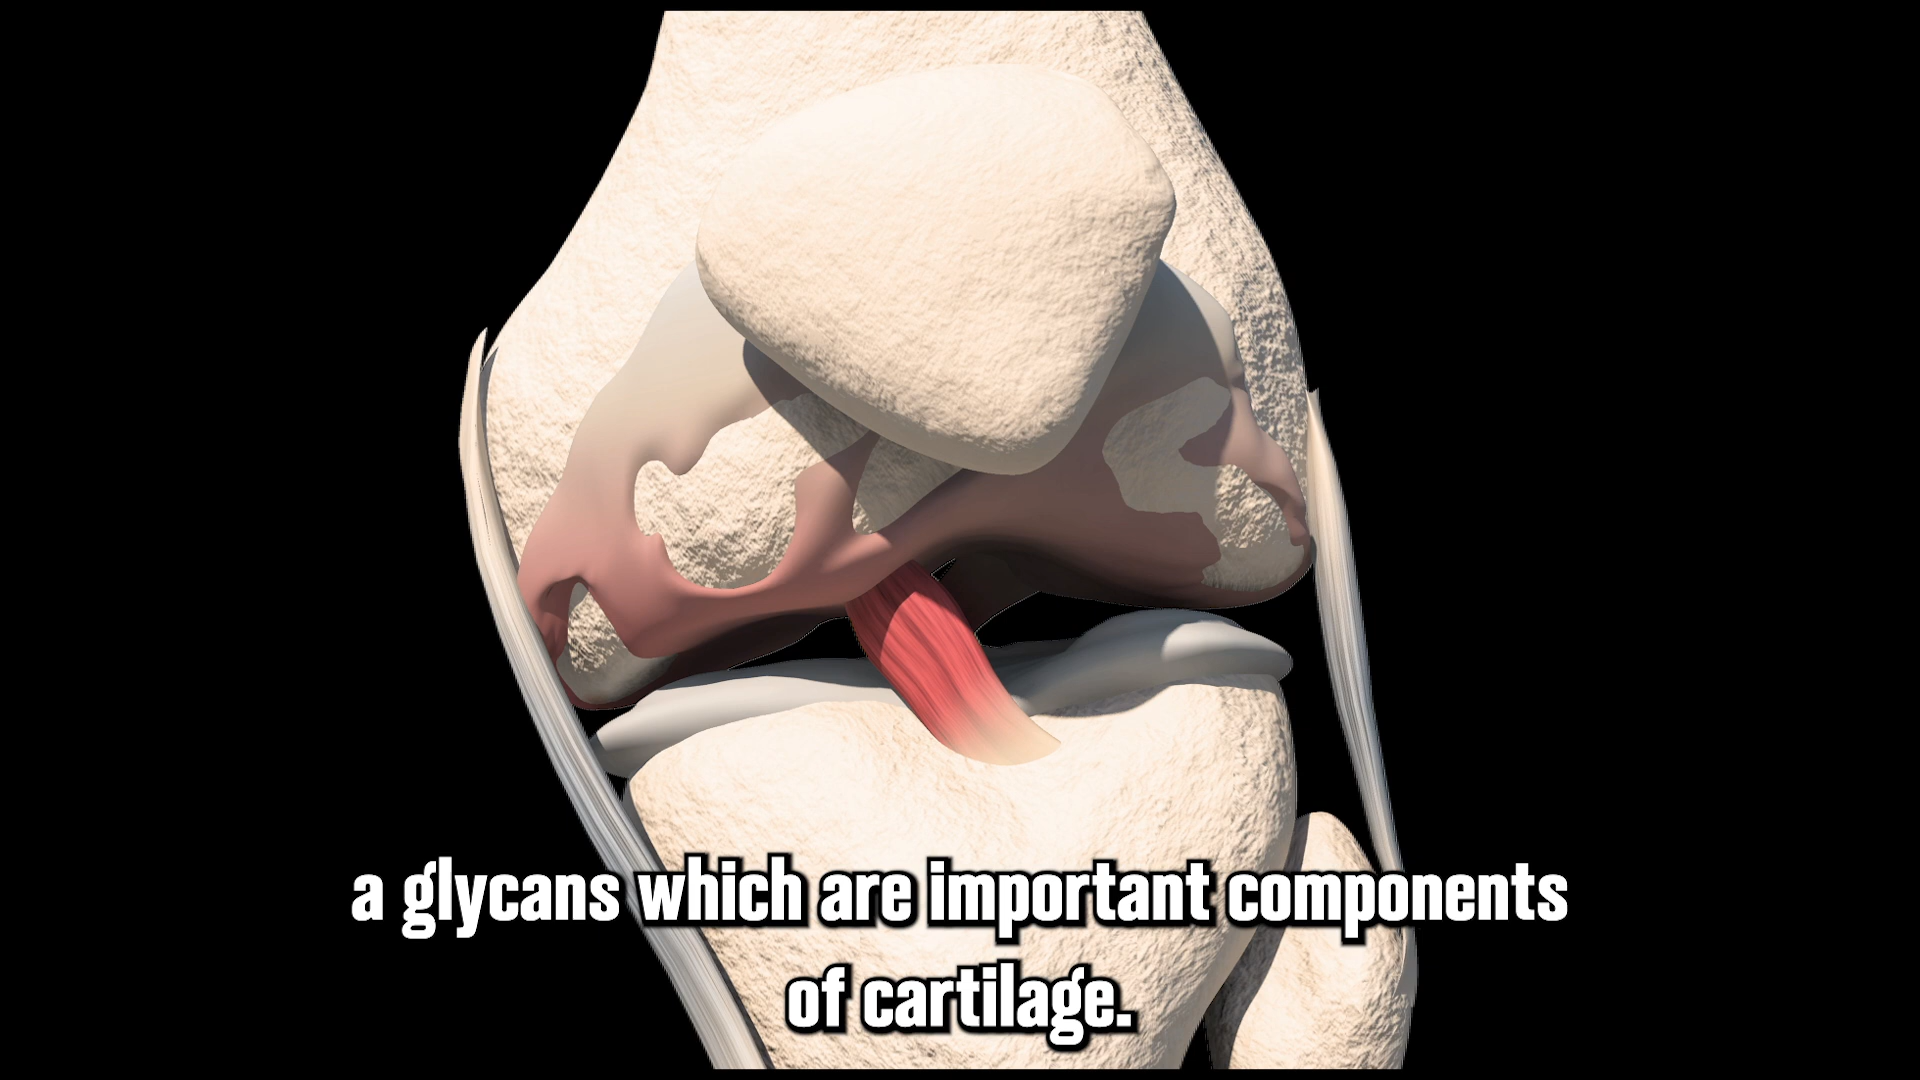 a glycans which are important components
of cartilage.